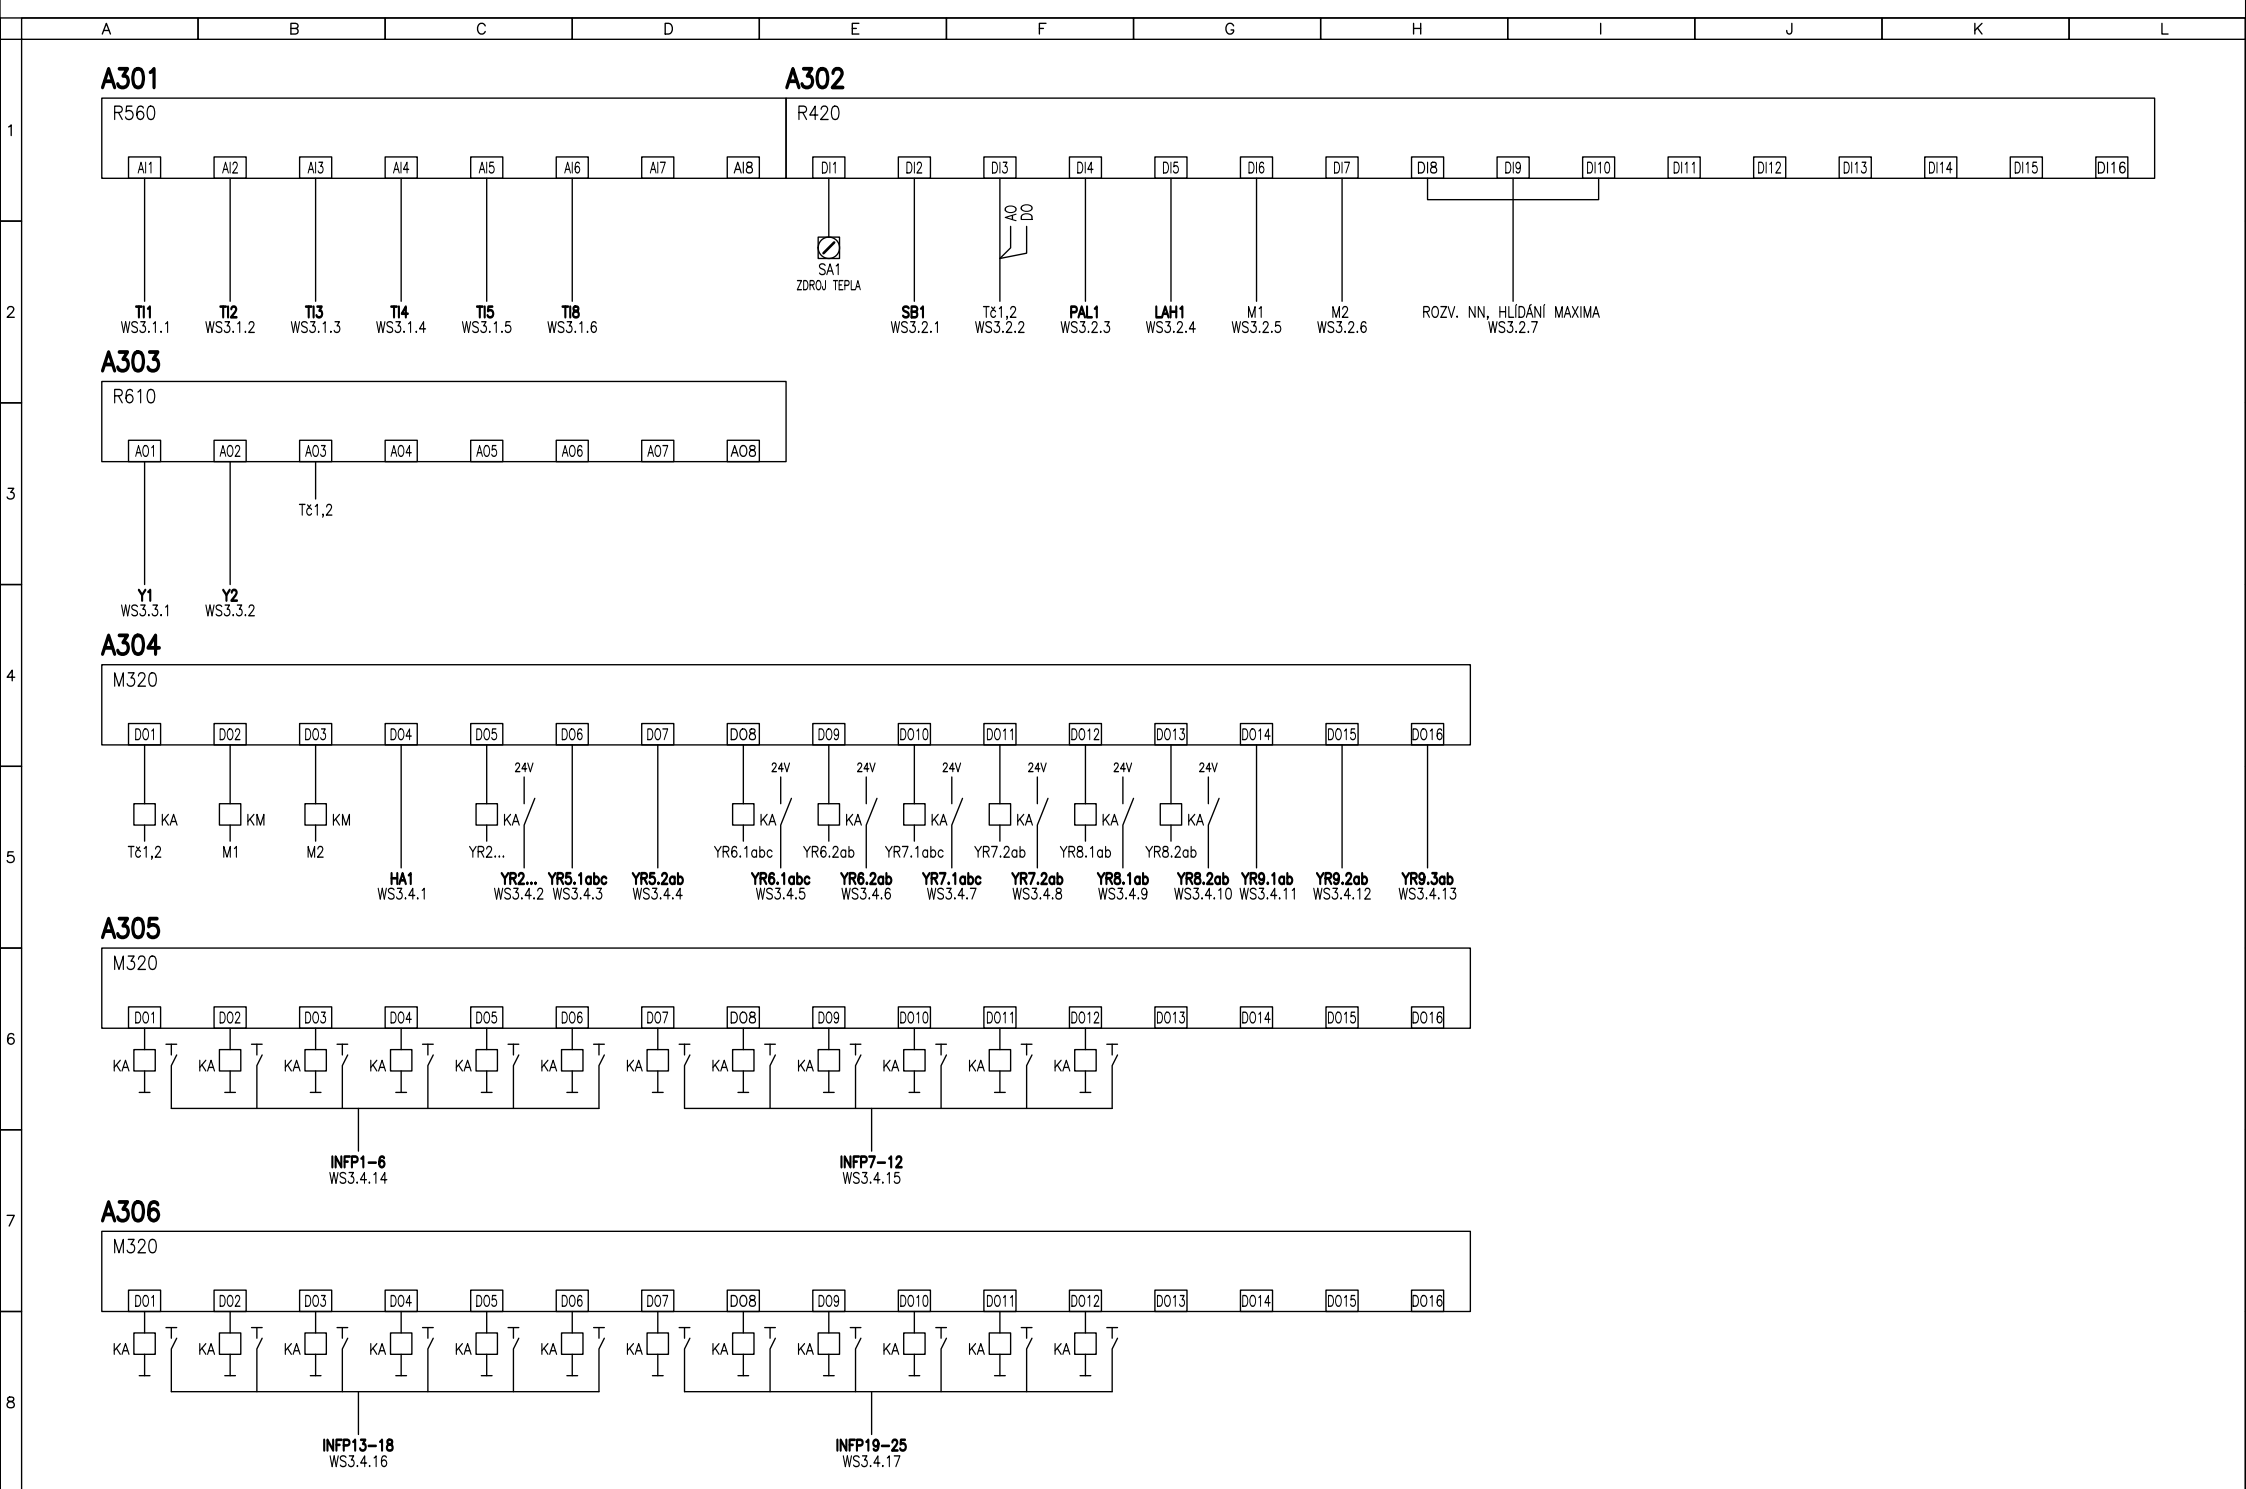 A B C D E F G H I J K L
A301 A302
R560 R420
1
AI1 AI2 AI3 AI4 AI5 AI6 AI7 AI8 DI1 DI2 DI3 DI4 DI5 DI6 DI7 DI8 DI9 DI10 DI11 DI12 DI13 DI14 DI15 DI16
AO DO
SA1
ZDROJ TEPLA
2
TI1 TI2 TI3 TI4 TI5 TI8 SB1 Tč1,2 PAL1 LAH1 M1 M2 ROZV. NN, HLÍDÁNÍ MAXIMA
WS3.1.1 WS3.1.2 WS3.1.3 WS3.1.4 WS3.1.5 WS3.1.6 WS3.2.1 WS3.2.2 WS3.2.3 WS3.2.4 WS3.2.5 WS3.2.6 WS3.2.7
A303
R610
AO1 AO2 AO3 AO4 AO5 AO6 AO7 AO8
3
Tč1,2
Y1 Y2
WS3.3.1 WS3.3.2
A304
4
M320
DO1 DO2 DO3 DO4 DO5 DO6 DO7 DO8 DO9 DO10 DO11 DO12 DO13 DO14 DO15 DO16
24V 24V 24V 24V 24V 24V 24V
KA KM KM KA KA KA KA KA KA KA
Tč1,2 M1 M2 YR2... YR6.1abc YR6.2ab YR7.1abc YR7.2ab YR8.1ab YR8.2ab
5
HA1 YR2... YR5.1abc YR5.2ab YR6.1abc YR6.2ab YR7.1abc YR7.2ab YR8.1ab YR8.2ab YR9.1ab YR9.2ab YR9.3ab
WS3.4.1 WS3.4.2 WS3.4.3 WS3.4.4 WS3.4.5 WS3.4.6 WS3.4.7 WS3.4.8 WS3.4.9 WS3.4.10 WS3.4.11 WS3.4.12 WS3.4.13
A305
M320
DO1 DO2 DO3 DO4 DO5 DO6 DO7 DO8 DO9 DO10 DO11 DO12 DO13 DO14 DO15 DO16
6
KA KA KA KA KA KA KA KA KA KA KA KA
INFP1-6 INFP7-12
WS3.4.14 WS3.4.15
A306
7
M320
DO1 DO2 DO3 DO4 DO5 DO6 DO7 DO8 DO9 DO10 DO11 DO12 DO13 DO14 DO15 DO16
KA KA KA KA KA KA KA KA KA KA KA KA
8
INFP13-18 INFP19-25
WS3.4.16 WS3.4.17